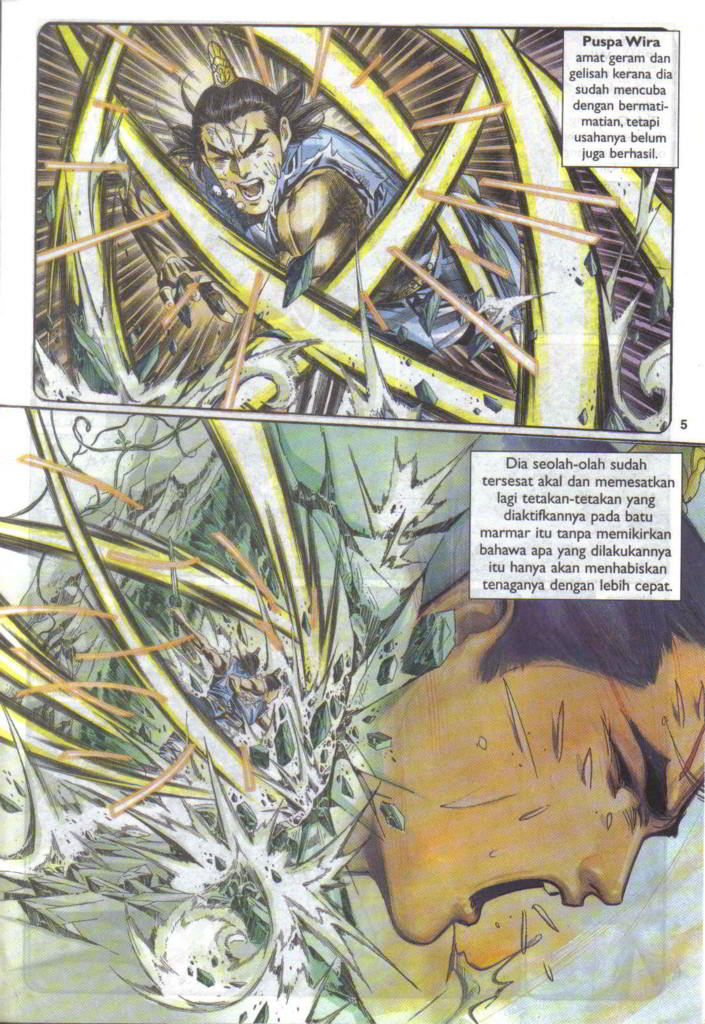 Puspa Wira
amat geram dan
gelisah kerana dia
sudah mencuba
dengan bermati-
matian, tetapi
usahanya belum
juga berhasil.
5
Dia seolah-olah sudah
tersesat akal dan memesatkan
lagi tetakan-tetakan yang
diaktifkannya pada batu
marmar itu tanpa memikirkan
bahawa apa yang dilakukannya
itu hanya akan menhabiskan
tenaganya dengan lebih cepat.